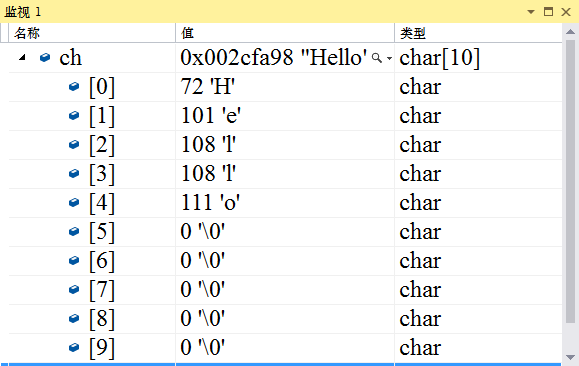 监视 1
名称 值 类型
ch 0x002cfa98 "Hello' char[10]
[0] 72 'H' char
[1] 101 'e' char
[2] 108 'l' char
[3] 108 'l' char
[4] 111 'o' char
[5] 0 '\0' char
[6] 0 '\0' char
[7] 0 '\0' char
[8] 0 '\0' char
[9] 0 '\0' char